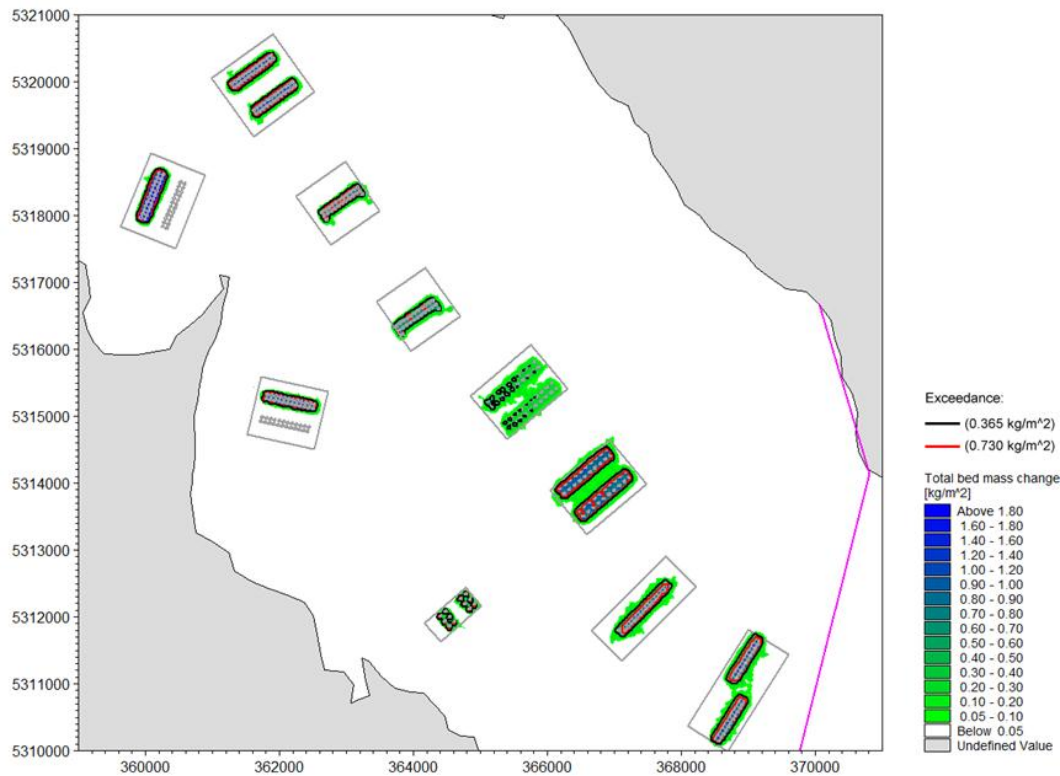 5321000
5320000
5319000
5318000
5317000
5316000
5315000
5314000
5313000
5312000
5311000
5310000
360000 362000 364000 366000 368000 370000
Exceedance:
(0.365 kg/m^2)
(0.730 kg/m^2)
Total bed mass change
[kg/m^2]
Above 1.80
1.60 - 1.80
1.40 - 1.60
1.20 - 1.40
1.00 - 1.20
0.90 - 1.00
0.80 - 0.90
0.70 - 0.80
0.60 - 0.70
0.50 - 0.60
0.40 - 0.50
0.30 - 0.40
0.20 - 0.30
0.10 - 0.20
0.05 - 0.10
Below 0.05
Undefined Value